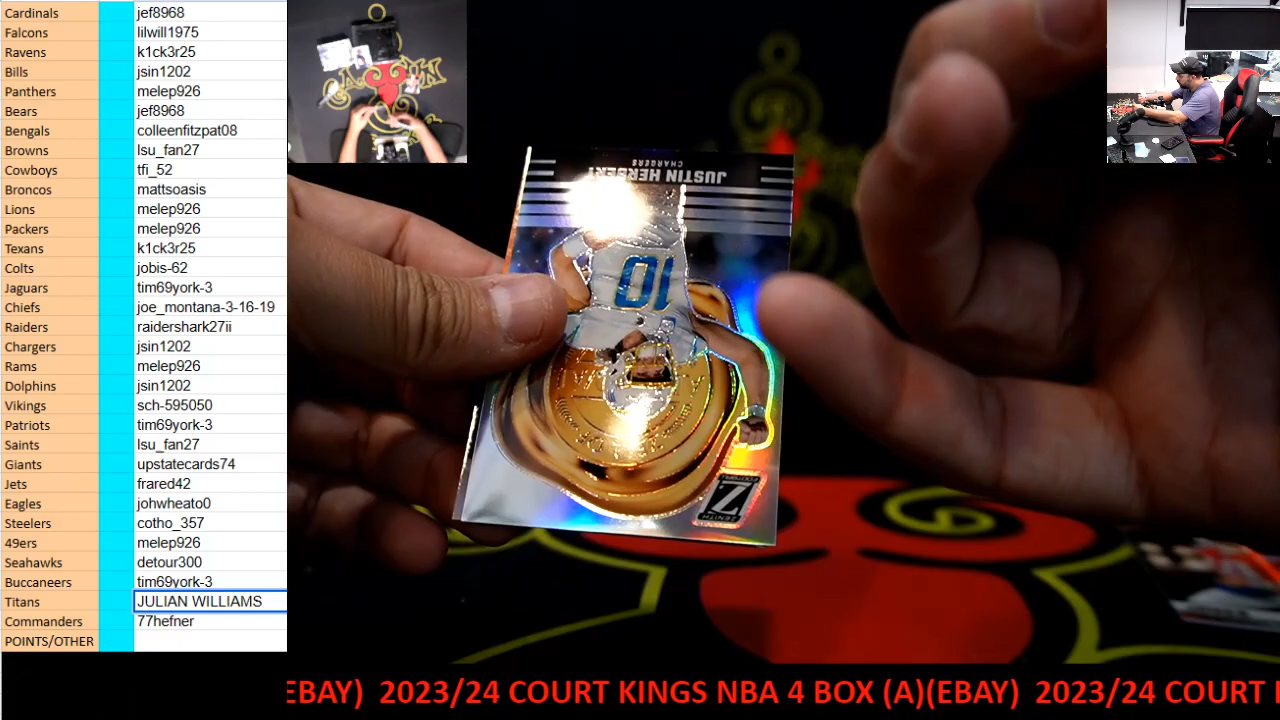 Cardinals jef8968
Falcons lilwill1975
Ravens k1ck3r25
Bills jsin1202
Panthers melep926
Bears jef8968
Bengals colleenfitzpat08
Browns lsu_fan27
Cowboys tfi_52
Broncos mattsoasis
Lions melep926
Packers melep926
Texans k1ck3r25
Colts jobis-62
Jaguars tim69york-3
Chiefs joe_montana-3-16-19
Raiders raidershark27ii
Chargers jsin1202
Rams melep926
Dolphins jsin1202
Vikings sch-595050
Patriots tim69york-3
Saints lsu_fan27
Giants upstatecards74
Jets frared42
Eagles johwheato0
Steelers cotho_357
49ers melep926
Seahawks detour300
Buccaneers tim69york-3
Titans JULIAN WILLIAMS
Commanders 77hefner
POINTS/OTHER
JUSTIN HERBERT
CHARGERS
10
Z
ZENITH
FOOTBALL
EBAY) 2023/24 COURT KINGS NBA 4 BOX (A)(EBAY) 2023/24 COURT